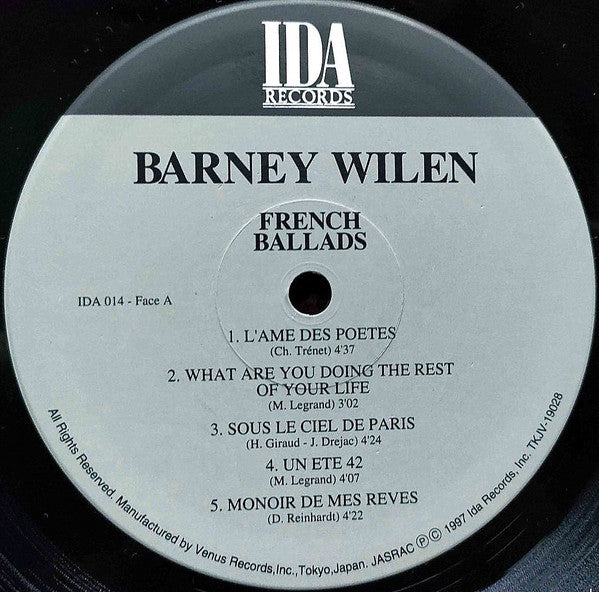 IDA
RECORDS
BARNEY WILEN
FRENCH
BALLADS
IDA 014 - Face A
1. L'AME DES POETES
(Ch. Trénet) 4'37
2. WHAT ARE YOU DOING THE REST
OF YOUR LIFE
(M. Legrand) 3'02
3. SOUS LE CIEL DE PARIS
(H. Giraud - J. Drejac) 4'24
4. UN ETE 42
(M. Legrand) 4'07
5. MONOIR DE MES REVES
(D. Reinhardt) 4'22
All Rights Reserved. Manufactured by Venus Records,Inc.,Tokyo,Japan. JASRAC Ⓟ© 1997 Ida Records, Inc. TKJV-19028